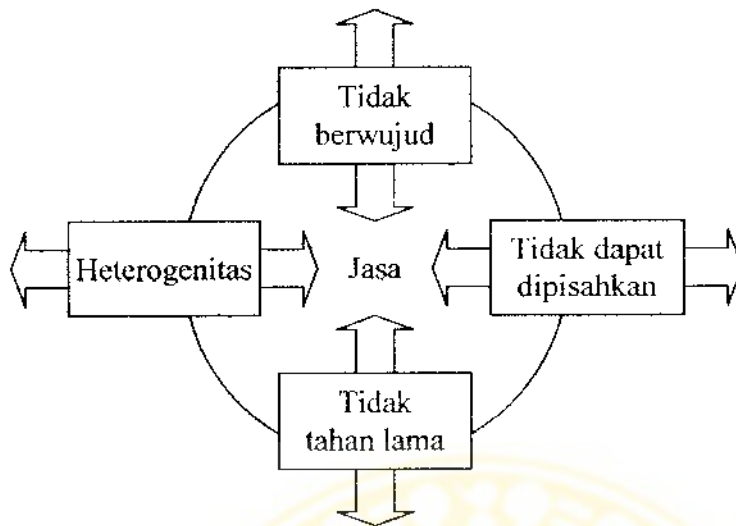 Tidak
berwujud
Heterogenitas
Jasa
Tidak dapat
dipisahkan
Tidak
tahan lama